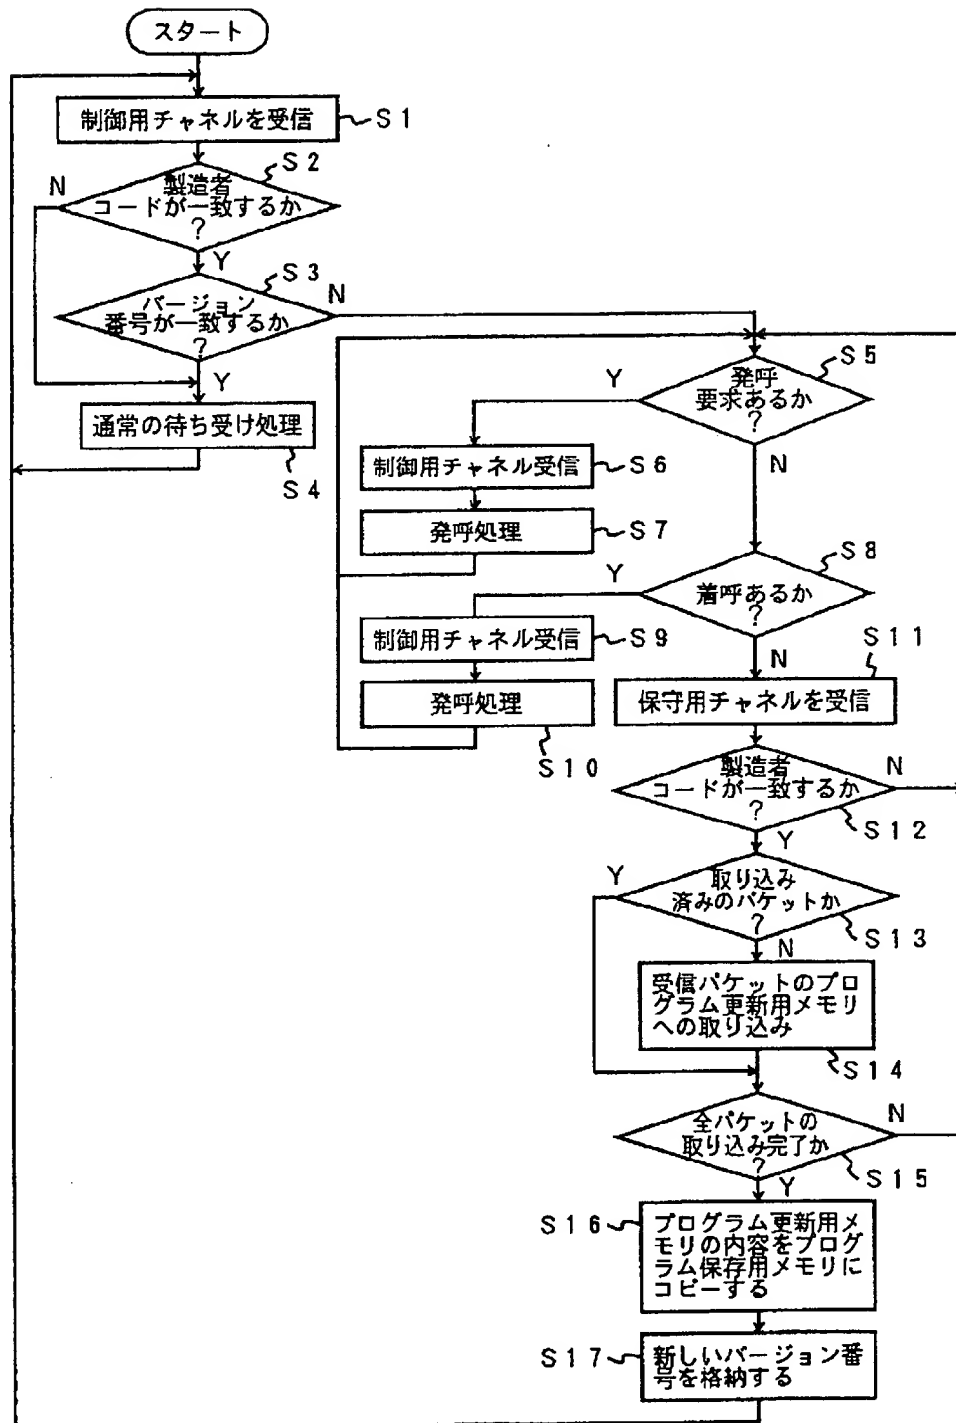 スタート
制御用チャネルを受信
S1
S2
N
製造者
コードが一致するか
?
Y
S3
N
バージョン
番号が一致するか
?
Y
通常の待ち受け処理
S4
S5
Y
発呼
要求あるか
?
N
制御用チャネル受信
S6
発呼処理
S7
S8
Y
着呼あるか
?
N
制御用チャネル受信
S9
発呼処理
S10
S11
保守用チャネルを受信
製造者
コードが一致するか
?
N
S12
Y
Y
取り込み
済みのパケットか
?
S13
N
受信パケットのプロ
グラム更新用メモリ
への取り込み
S14
全パケットの
取り込み完了か
?
N
S15
Y
S16
プログラム更新用メ
モリの内容をプログ
ラム保存用メモリに
コピーする
S17
新しいバージョン番
号を格納する